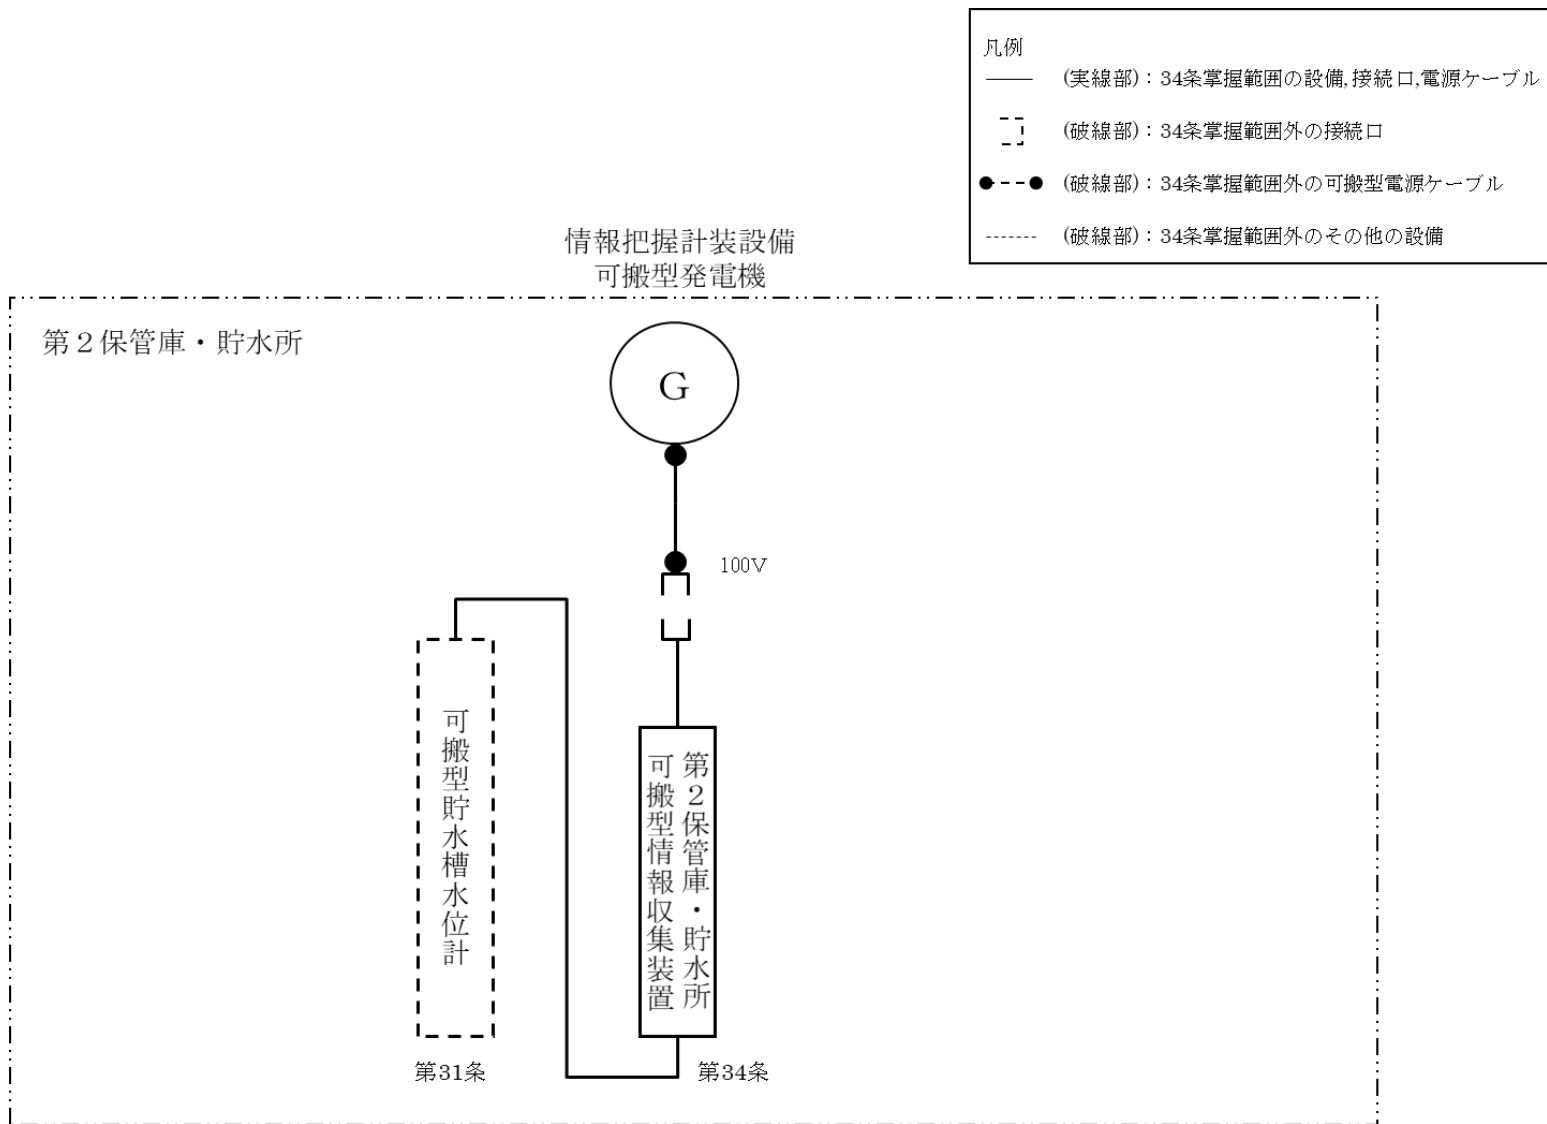 凡例
(実線部)：34条掌握範囲の設備,接続口,電源ケーブル
(破線部)：34条掌握範囲外の接続口
(破線部)：34条掌握範囲外の可搬型電源ケーブル
(破線部)：34条掌握範囲外のその他の設備
情報把握計装設備
可搬型発電機
第２保管庫・貯水所
G
100V
可搬型貯水槽水位計
第２保管庫・貯水所
可搬型情報収集装置
第31条
第34条